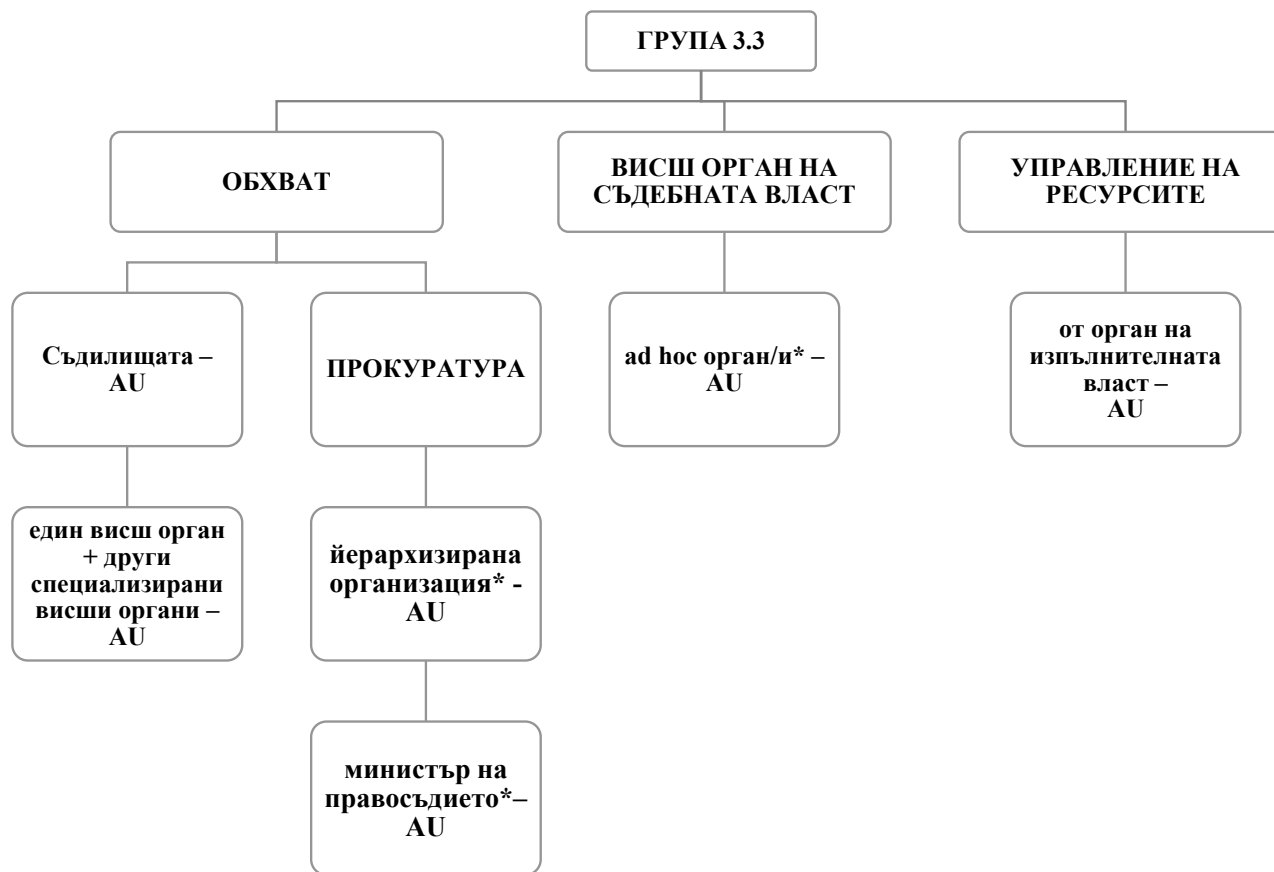 ГРУПА 3.3
ОБХВАТ
ВИСШ ОРГАН НА
СЪДЕБНАТА ВЛАСТ
УПРАВЛЕНИЕ НА
РЕСУРСИТЕ
Съдилищата –
AU
ПРОКУРАТУРА
ad hoc орган/и* –
AU
от орган на
изпълнителната
власт –
AU
един висш орган
+ други
специализирани
висши органи –
AU
йерархизирана
организация* -
AU
министър на
правосъдието*–
AU